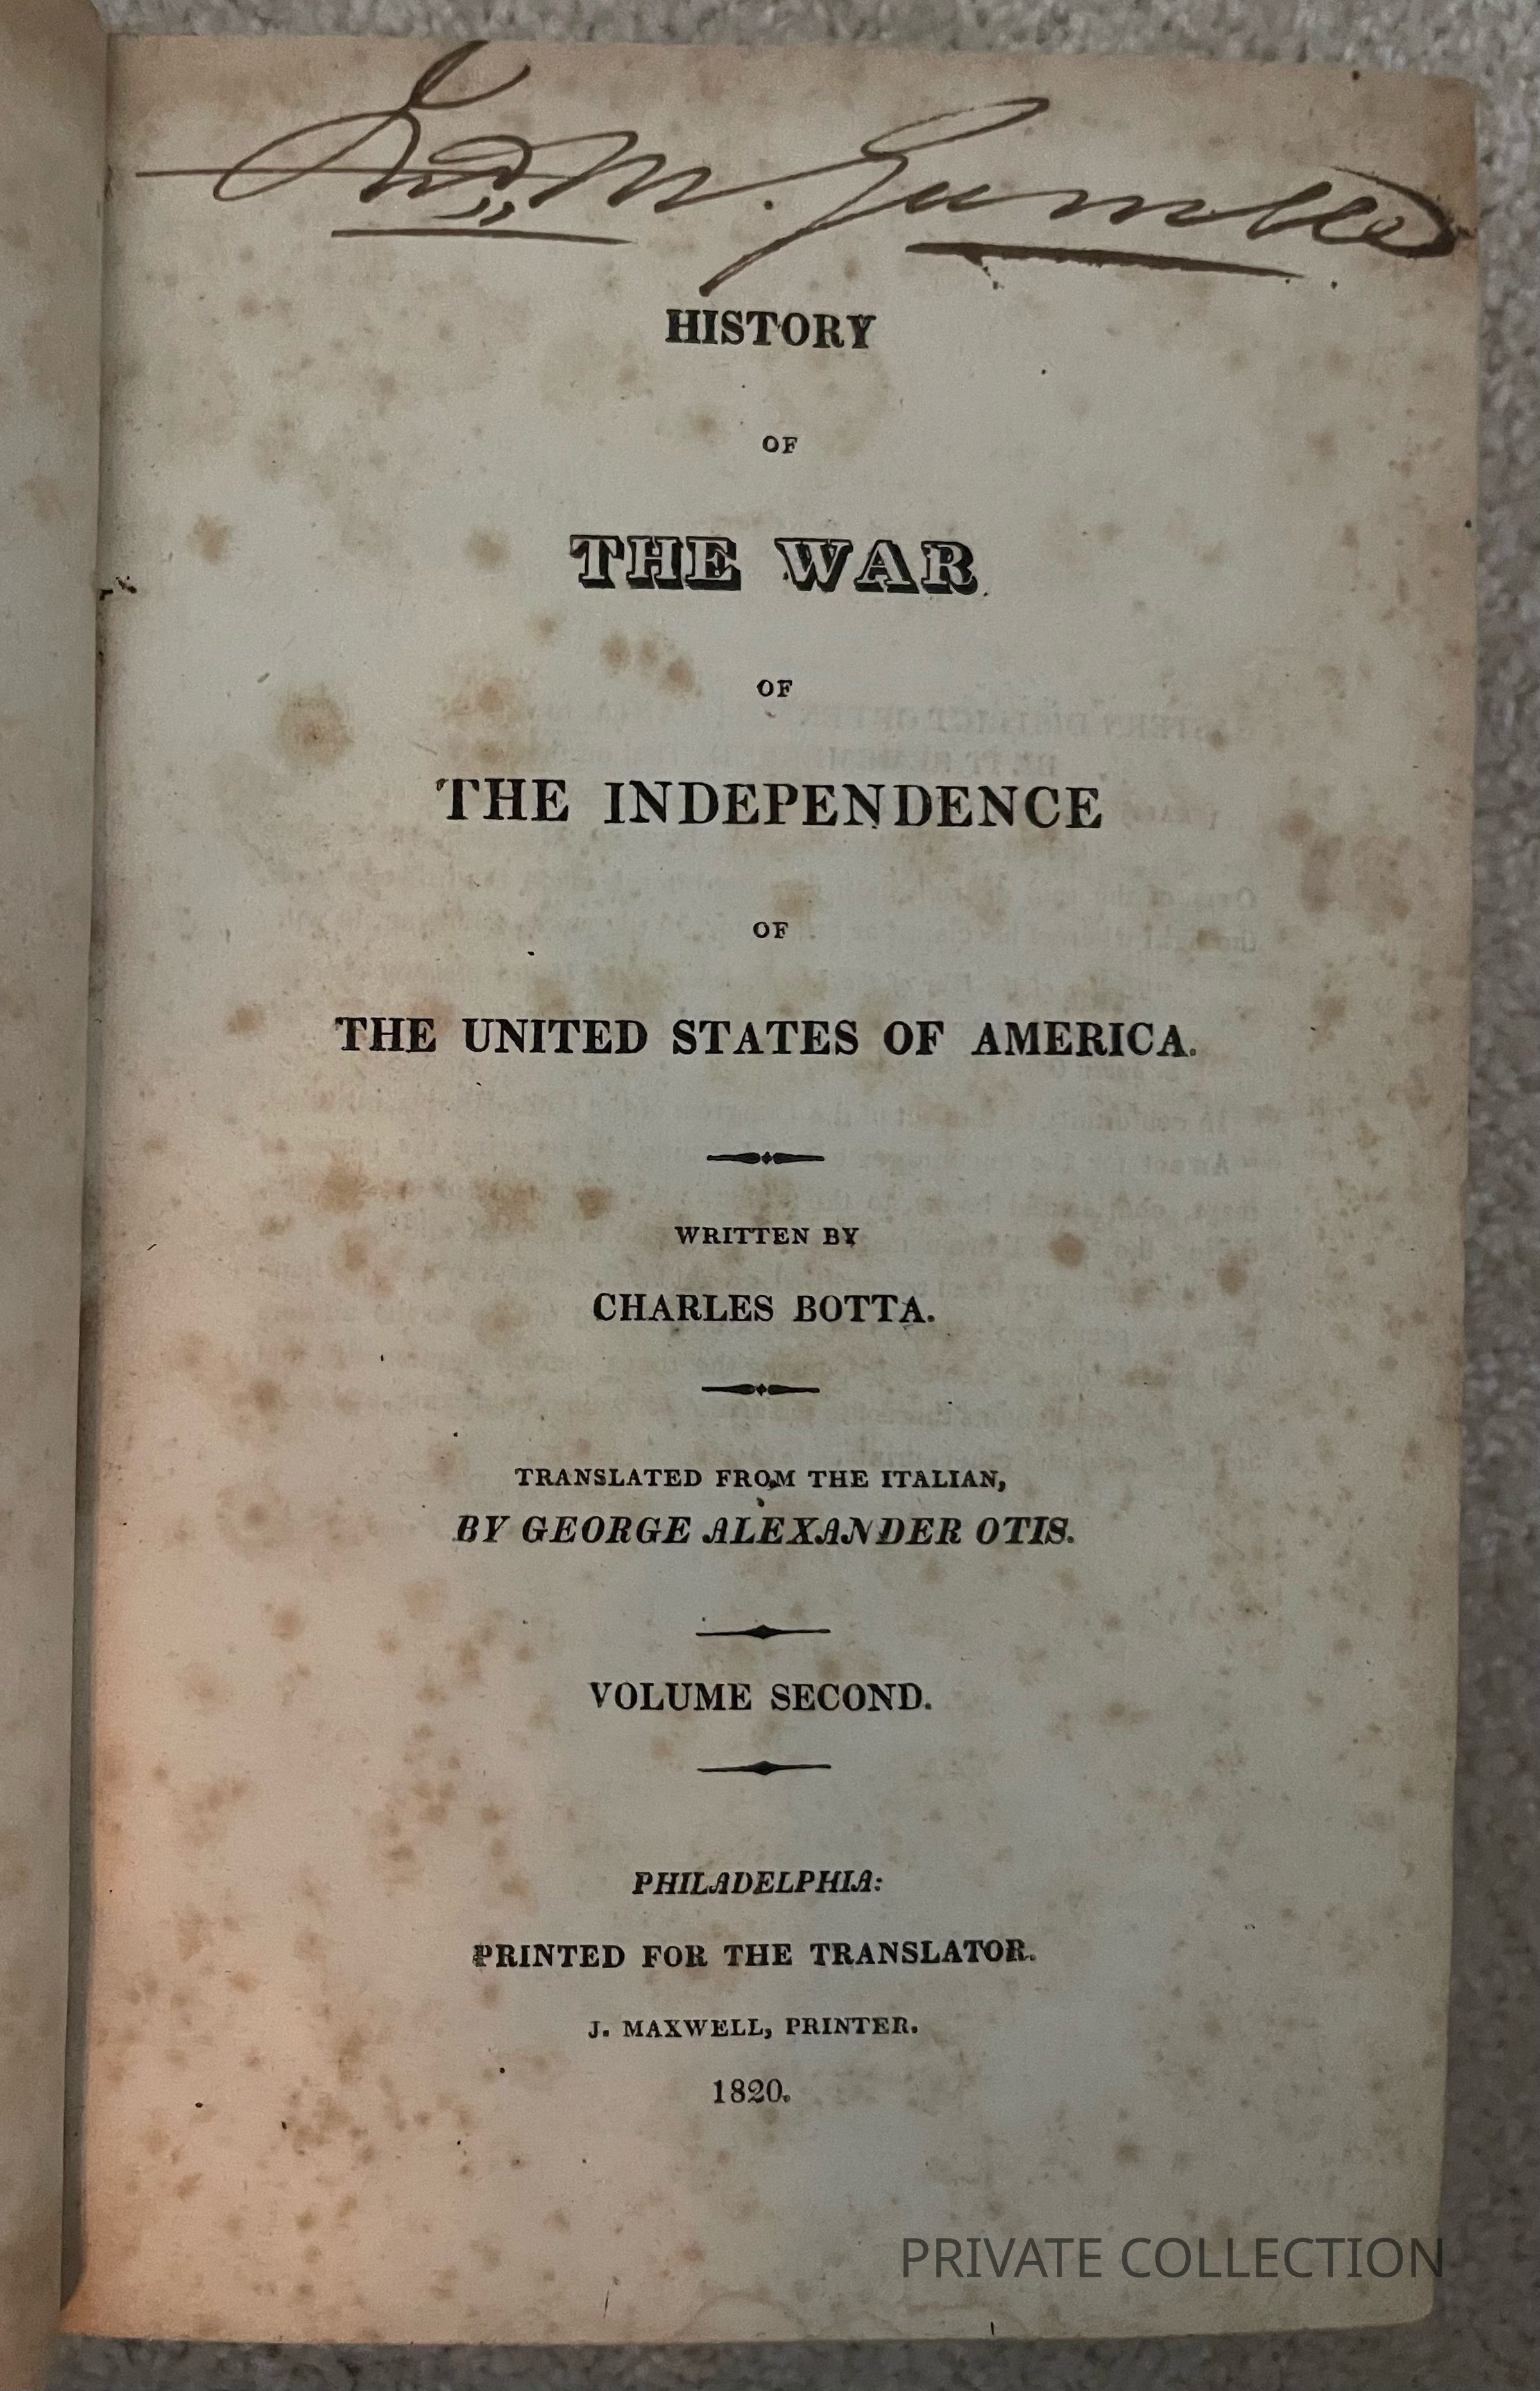 M.
HISTORY
OF
THE WAR
OF
THE INDEPENDENCE
OF
THE UNITED STATES OF AMERICA.
WRITTEN BY
CHARLES BOTTA.
TRANSLATED FROM THE ITALIAN,
BY GEORGE ALEXANDER OTIS.
VOLUME SECOND.
PHILADELPHIA:
PRINTED FOR THE TRANSLATOR.
J. MAXWELL, PRINTER.
1820.
PRIVATE COLLECTION